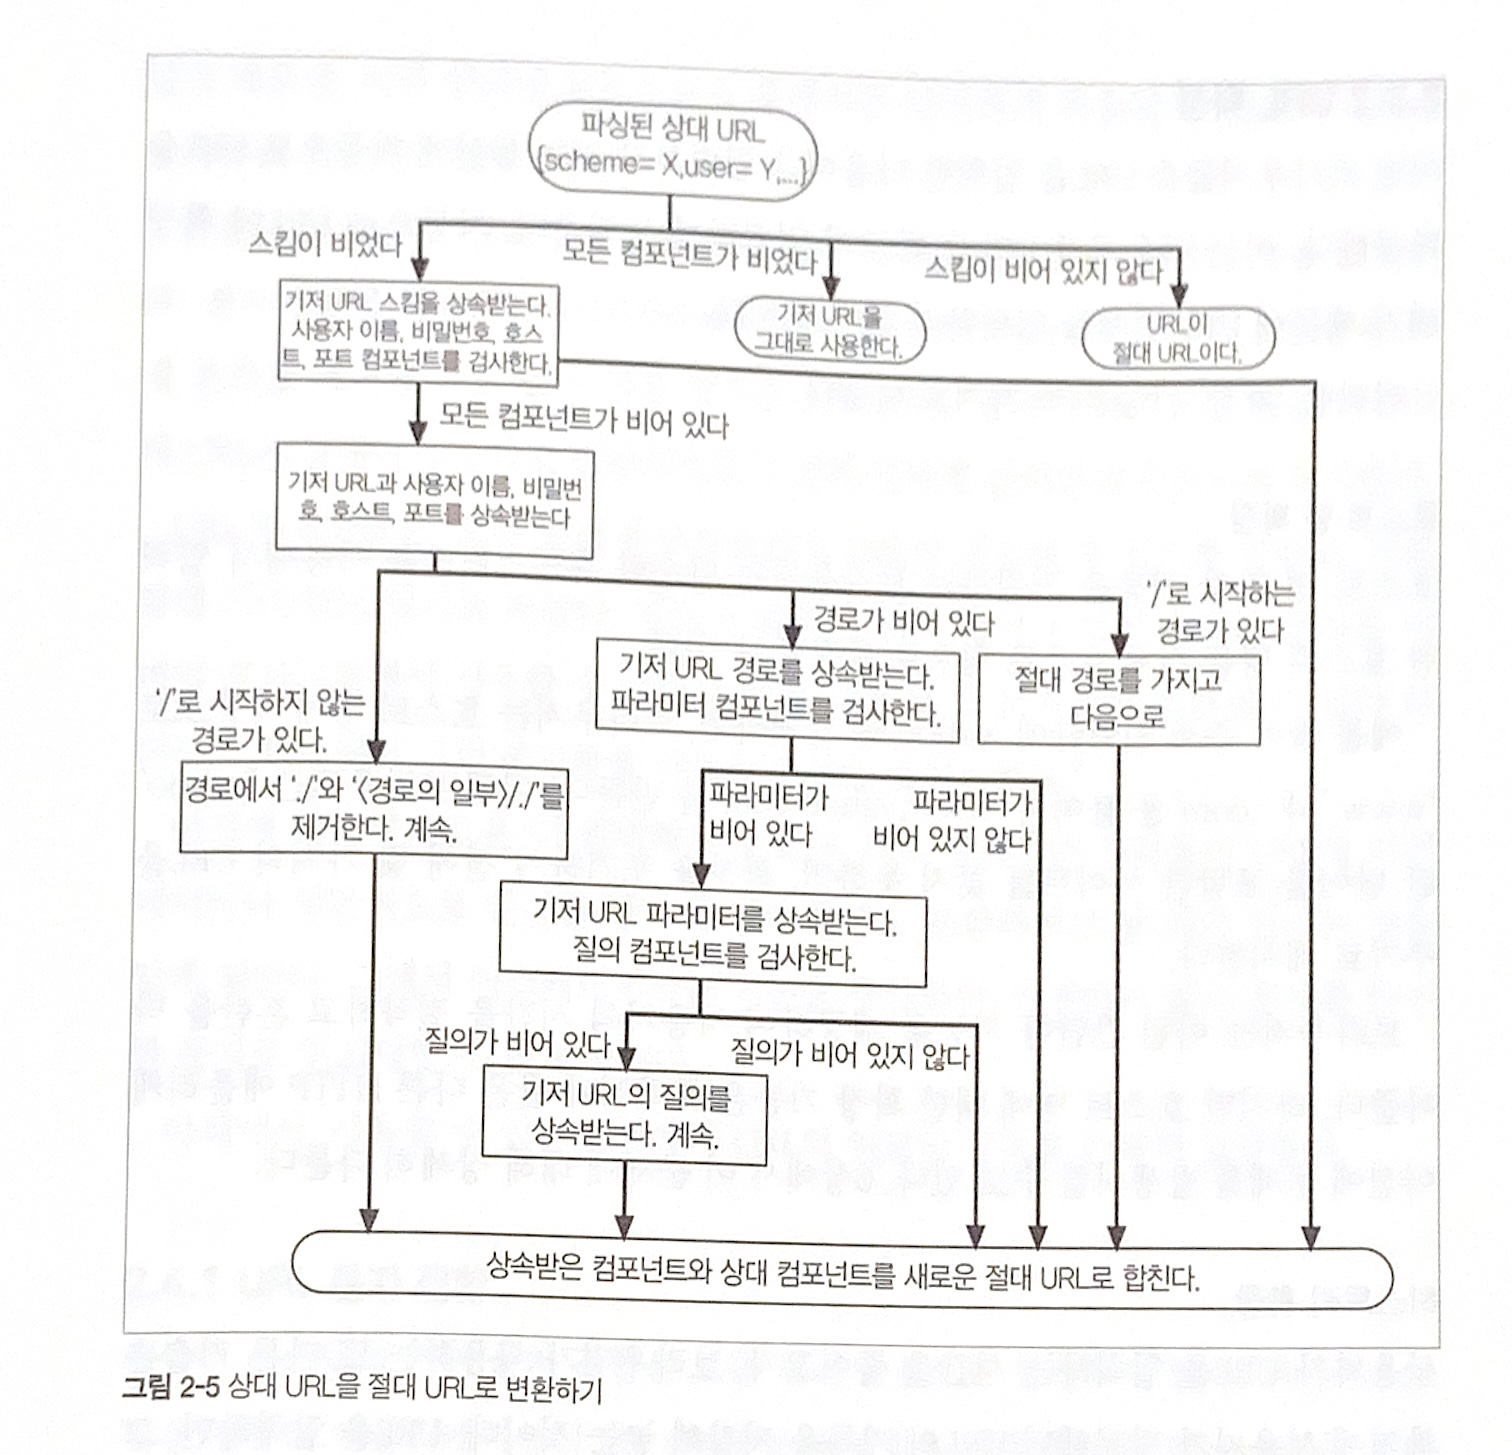 파싱된 상대 URL
{scheme= X,user= Y,...}
스킴이 비었다
모든 컴포넌트가 비었다
스킴이 비어 있지 않다
기저 URL 스킴을 상속받는다.
사용자 이름, 비밀번호, 호스
트, 포트 컴포넌트를 검사한다.
기저 URL을
그대로 사용한다.
URL이
절대 URL이다.
모든 컴포넌트가 비어 있다
기저 URL과 사용자 이름, 비밀번
호, 호스트, 포트를 상속받는다
'/'로 시작하지 않는
경로가 있다.
경로가 비어 있다
'/'로 시작하는
경로가 있다
기저 URL 경로를 상속받는다.
파라미터 컴포넌트를 검사한다.
절대 경로를 가지고
다음으로
경로에서 './'와 '〈경로의 일부〉/./'를
제거한다. 계속.
파라미터가
비어 있다
파라미터가
비어 있지 않다
기저 URL 파라미터를 상속받는다.
질의 컴포넌트를 검사한다.
질의가 비어 있다
질의가 비어 있지 않다
기저 URL의 질의를
상속받는다. 계속.
상속받은 컴포넌트와 상대 컴포넌트를 새로운 절대 URL로 합친다.
그림 2-5 상대 URL을 절대 URL로 변환하기